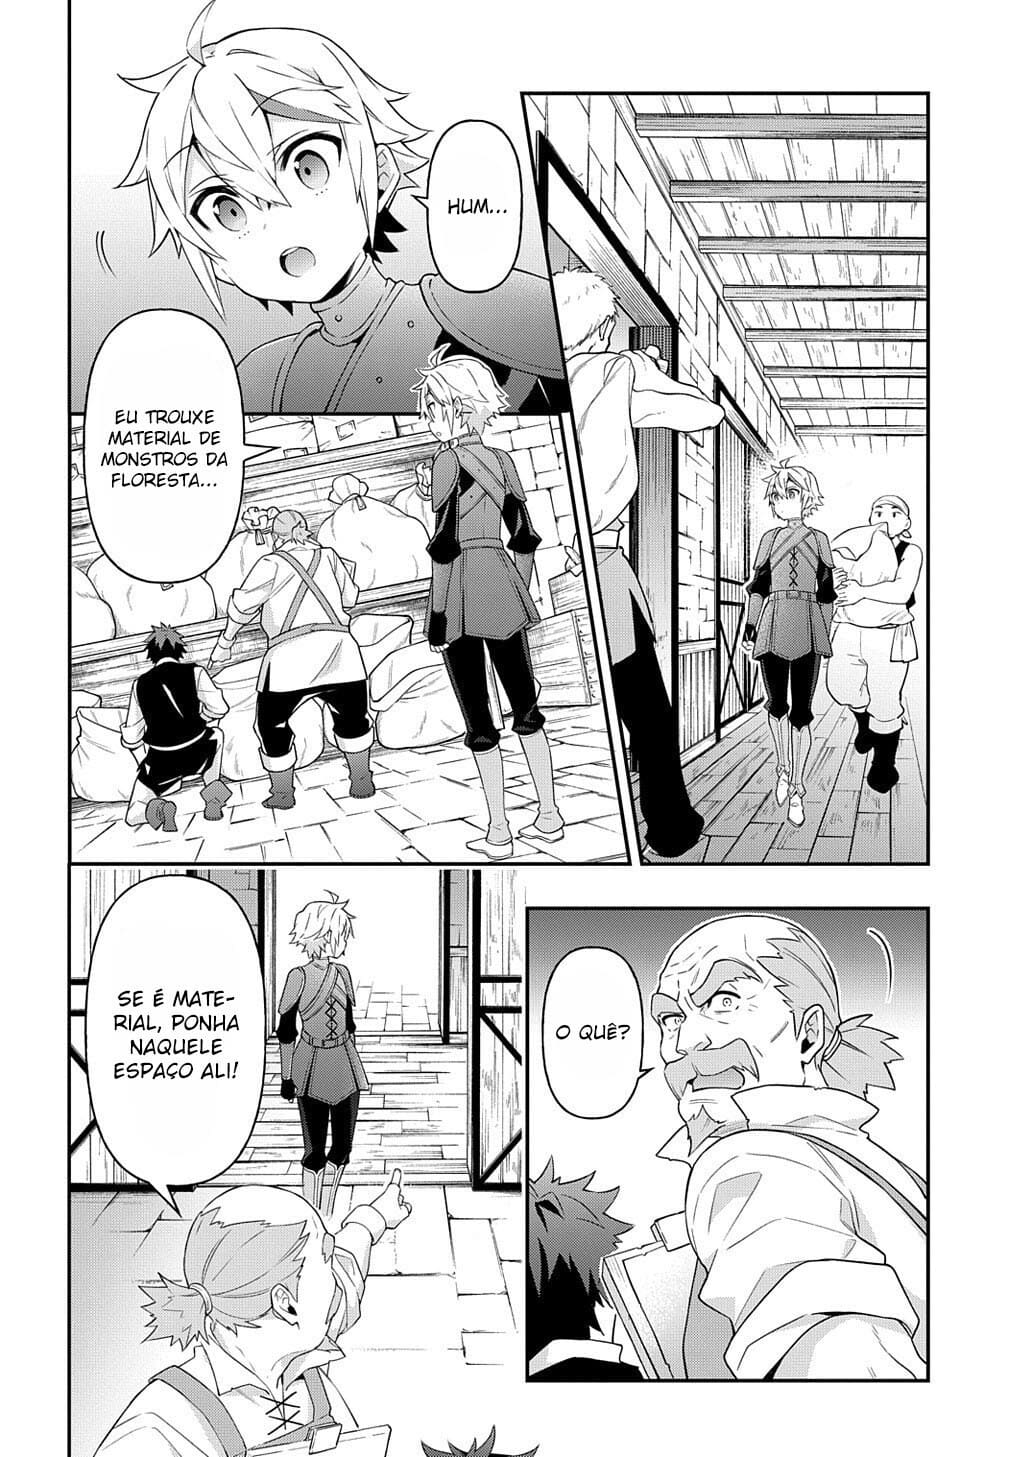 HUM...
EU TROUXE
MATERIAL DE
MONSTROS DA
FLORESTA...
O QUÊ?
SE É MATE-
RIAL, PONHA
NAQUELE
ESPAÇO ALI!